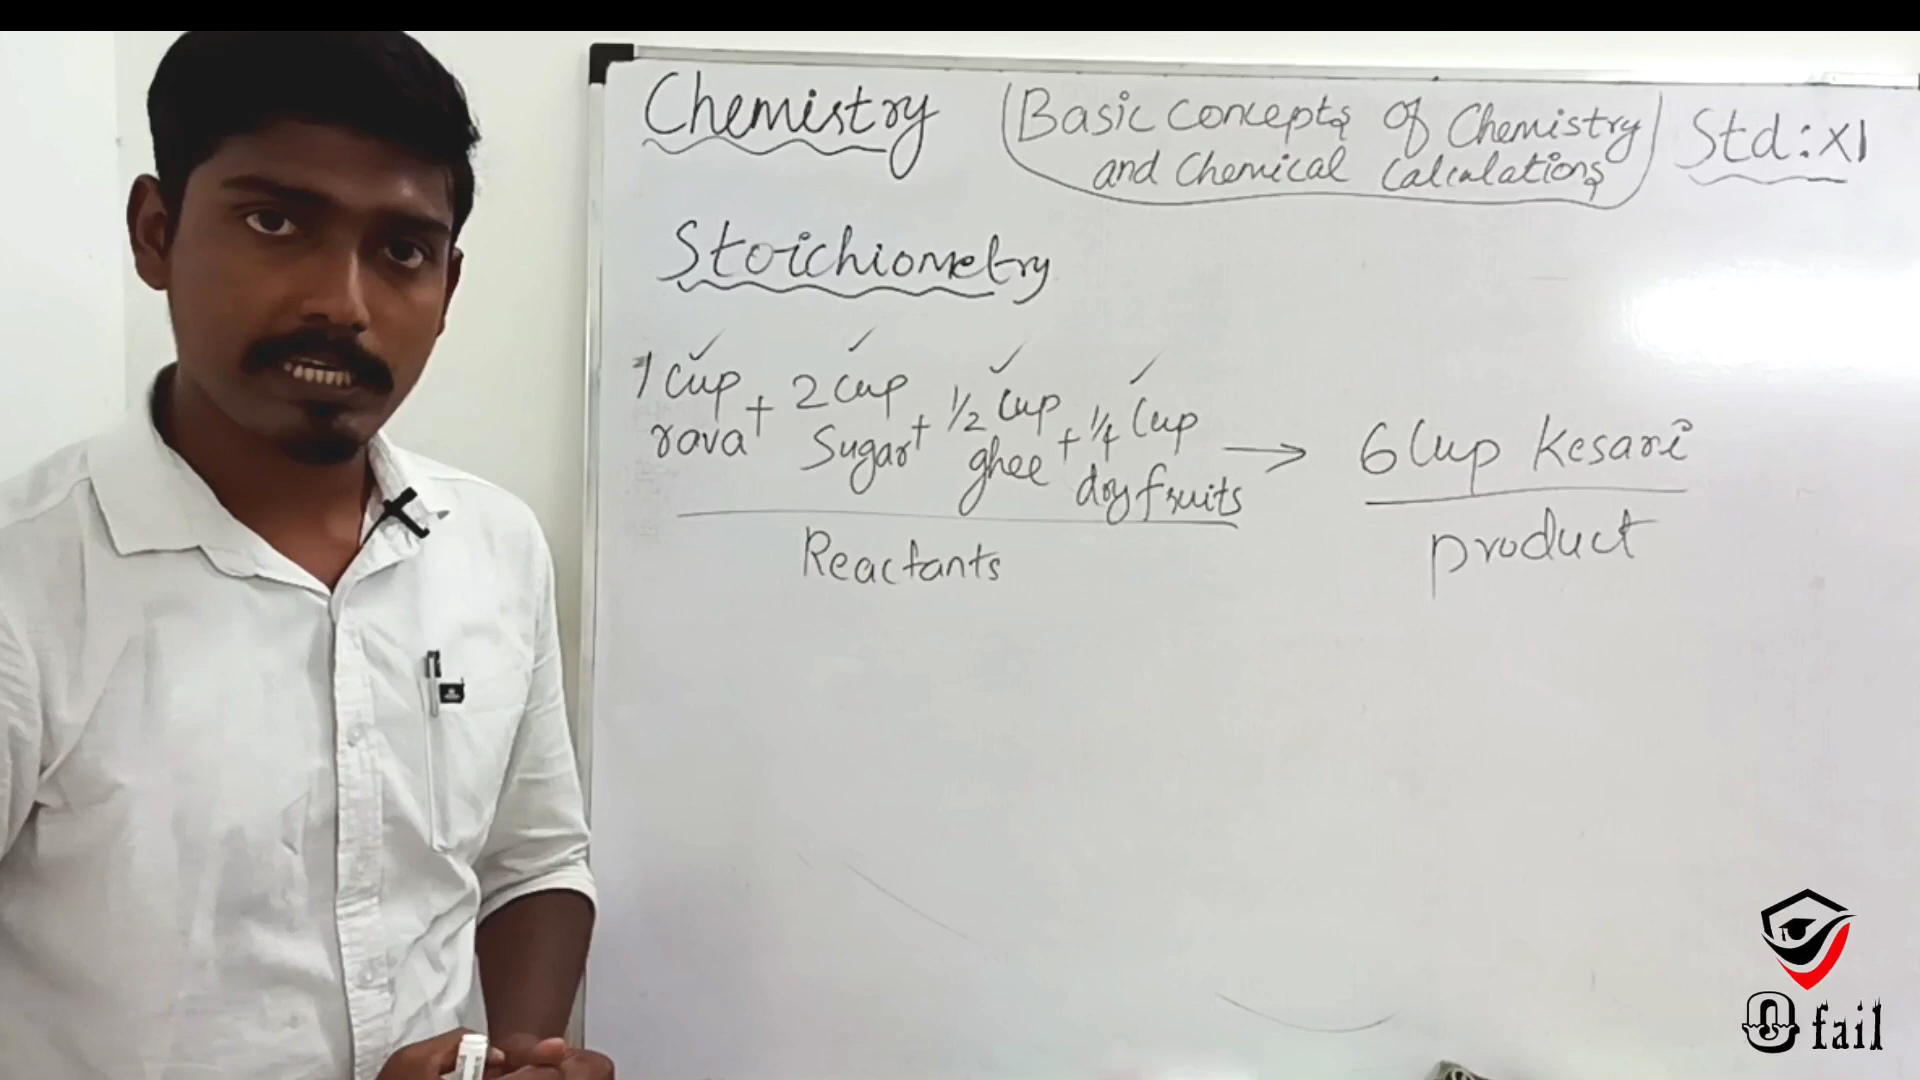 Chemistry
Basic Concepts of Chemistry
and Chemical Calculations
Std: XI
Stoichiometry
1 Cup rava + 2 Cup Sugar + 1/2 Cup ghee + 1/4 Cup dry fruits → 6 Cup Kesari
Reactants
product
0 fail